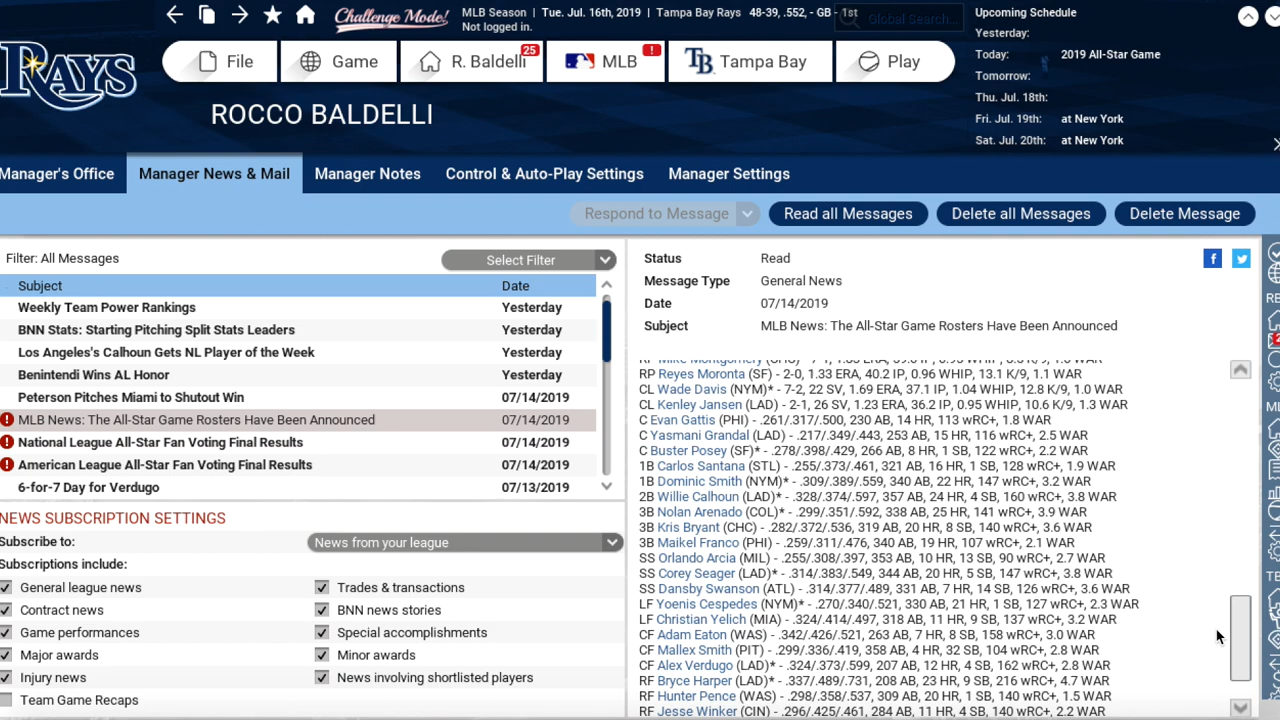 Challenge Mode!
MLB Season | Tue. Jul. 16th, 2019 | Tampa Bay Rays 48-39, .552, - GB - 1st
Not logged in.
Global Search...
Upcoming Schedule
Yesterday:
Today: 2019 All-Star Game
Tomorrow:
Thu. Jul. 18th:
Fri. Jul. 19th: at New York
Sat. Jul. 20th: at New York
RAYS
File
Game
R. Baldelli 25
MLB !
TB Tampa Bay
Play
ROCCO BALDELLI
Manager's Office
Manager News & Mail
Manager Notes
Control & Auto-Play Settings
Manager Settings
Respond to Message
Read all Messages
Delete all Messages
Delete Message
Filter: All Messages
Select Filter
Subject Date
Weekly Team Power Rankings Yesterday
BNN Stats: Starting Pitching Split Stats Leaders Yesterday
Los Angeles's Calhoun Gets NL Player of the Week Yesterday
Benintendi Wins AL Honor Yesterday
Peterson Pitches Miami to Shutout Win 07/14/2019
MLB News: The All-Star Game Rosters Have Been Announced 07/14/2019
National League All-Star Fan Voting Final Results 07/14/2019
American League All-Star Fan Voting Final Results 07/14/2019
6-for-7 Day for Verdugo 07/13/2019
NEWS SUBSCRIPTION SETTINGS
Subscribe to: News from your league
Subscriptions include:
General league news
Trades & transactions
Contract news
BNN news stories
Game performances
Special accomplishments
Major awards
Minor awards
Injury news
News involving shortlisted players
Team Game Recaps
Status Read
Message Type General News
Date 07/14/2019
Subject MLB News: The All-Star Game Rosters Have Been Announced
RP Reyes Moronta (SF) - 2-0, 1.33 ERA, 40.2 IP, 0.96 WHIP, 13.1 K/9, 1.1 WAR
CL Wade Davis (NYM)* - 7-2, 22 SV, 1.69 ERA, 37.1 IP, 1.04 WHIP, 12.8 K/9, 1.0 WAR
CL Kenley Jansen (LAD) - 2-1, 26 SV, 1.23 ERA, 36.2 IP, 0.95 WHIP, 10.6 K/9, 1.3 WAR
C Evan Gattis (PHI) - .261/.317/.500, 230 AB, 14 HR, 113 wRC+, 1.8 WAR
C Yasmani Grandal (LAD) - .217/.349/.443, 253 AB, 15 HR, 116 wRC+, 2.5 WAR
C Buster Posey (SF)* - .278/.398/.429, 266 AB, 8 HR, 1 SB, 122 wRC+, 2.2 WAR
1B Carlos Santana (STL) - .255/.373/.461, 321 AB, 16 HR, 1 SB, 128 wRC+, 1.9 WAR
1B Dominic Smith (NYM)* - .309/.389/.559, 340 AB, 22 HR, 147 wRC+, 3.2 WAR
2B Willie Calhoun (LAD)* - .328/.374/.597, 357 AB, 24 HR, 4 SB, 160 wRC+, 3.8 WAR
3B Nolan Arenado (COL)* - .299/.351/.592, 338 AB, 25 HR, 141 wRC+, 3.9 WAR
3B Kris Bryant (CHC) - .282/.372/.536, 319 AB, 20 HR, 8 SB, 140 wRC+, 3.6 WAR
3B Maikel Franco (PHI) - .259/.311/.476, 340 AB, 19 HR, 107 wRC+, 2.1 WAR
SS Orlando Arcia (MIL) - .255/.308/.397, 353 AB, 10 HR, 13 SB, 90 wRC+, 2.7 WAR
SS Corey Seager (LAD)* - .314/.383/.549, 344 AB, 20 HR, 5 SB, 147 wRC+, 3.8 WAR
SS Dansby Swanson (ATL) - .314/.377/.489, 331 AB, 7 HR, 14 SB, 126 wRC+, 3.6 WAR
LF Yoenis Cespedes (NYM)* - .270/.340/.521, 330 AB, 21 HR, 1 SB, 127 wRC+, 2.3 WAR
LF Christian Yelich (MIA) - .324/.414/.497, 318 AB, 11 HR, 9 SB, 137 wRC+, 3.2 WAR
CF Adam Eaton (WAS) - .342/.426/.521, 263 AB, 7 HR, 8 SB, 158 wRC+, 3.0 WAR
CF Mallex Smith (PIT) - .299/.336/.419, 358 AB, 4 HR, 32 SB, 104 wRC+, 2.8 WAR
CF Alex Verdugo (LAD)* - .324/.373/.599, 207 AB, 12 HR, 4 SB, 162 wRC+, 2.8 WAR
RF Bryce Harper (LAD)* - .337/.489/.731, 208 AB, 23 HR, 9 SB, 216 wRC+, 4.7 WAR
RF Hunter Pence (WAS) - .298/.358/.537, 309 AB, 20 HR, 1 SB, 140 wRC+, 1.5 WAR
RF Jesse Winker (CIN) - .296/.425/.461, 284 AB, 11 HR, 4 SB, 140 wRC+, 2.2 WAR